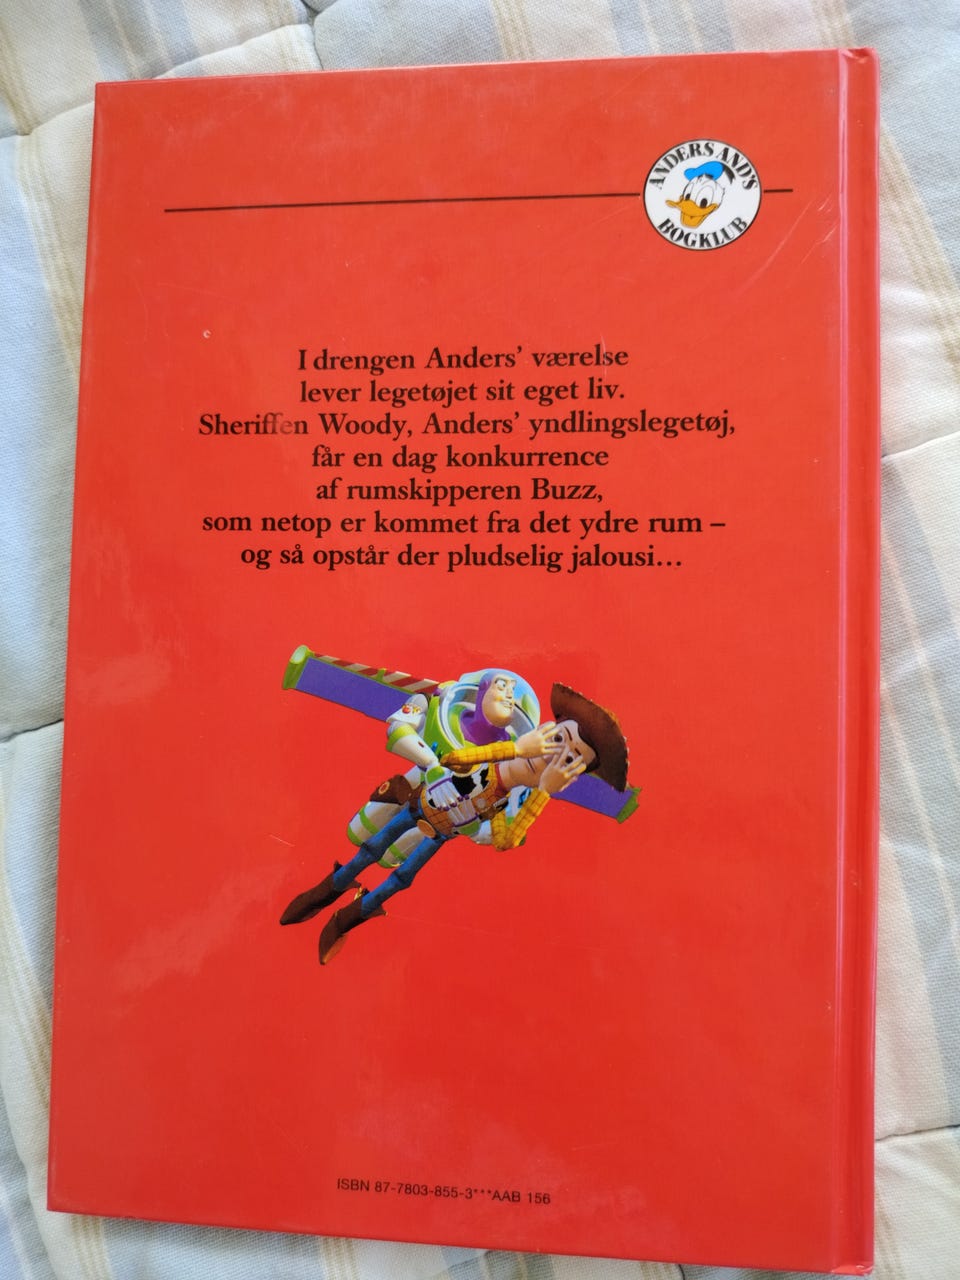 ANDERS AND'S
BOGKLUB
I drengen Anders' værelse
lever legetøjet sit eget liv.
Sheriffen Woody, Anders' yndlingslegetøj,
får en dag konkurrence
af rumskipperen Buzz,
som netop er kommet fra det ydre rum –
og så opstår der pludselig jalousi...
ISBN 87-7803-855-3***AAB 156